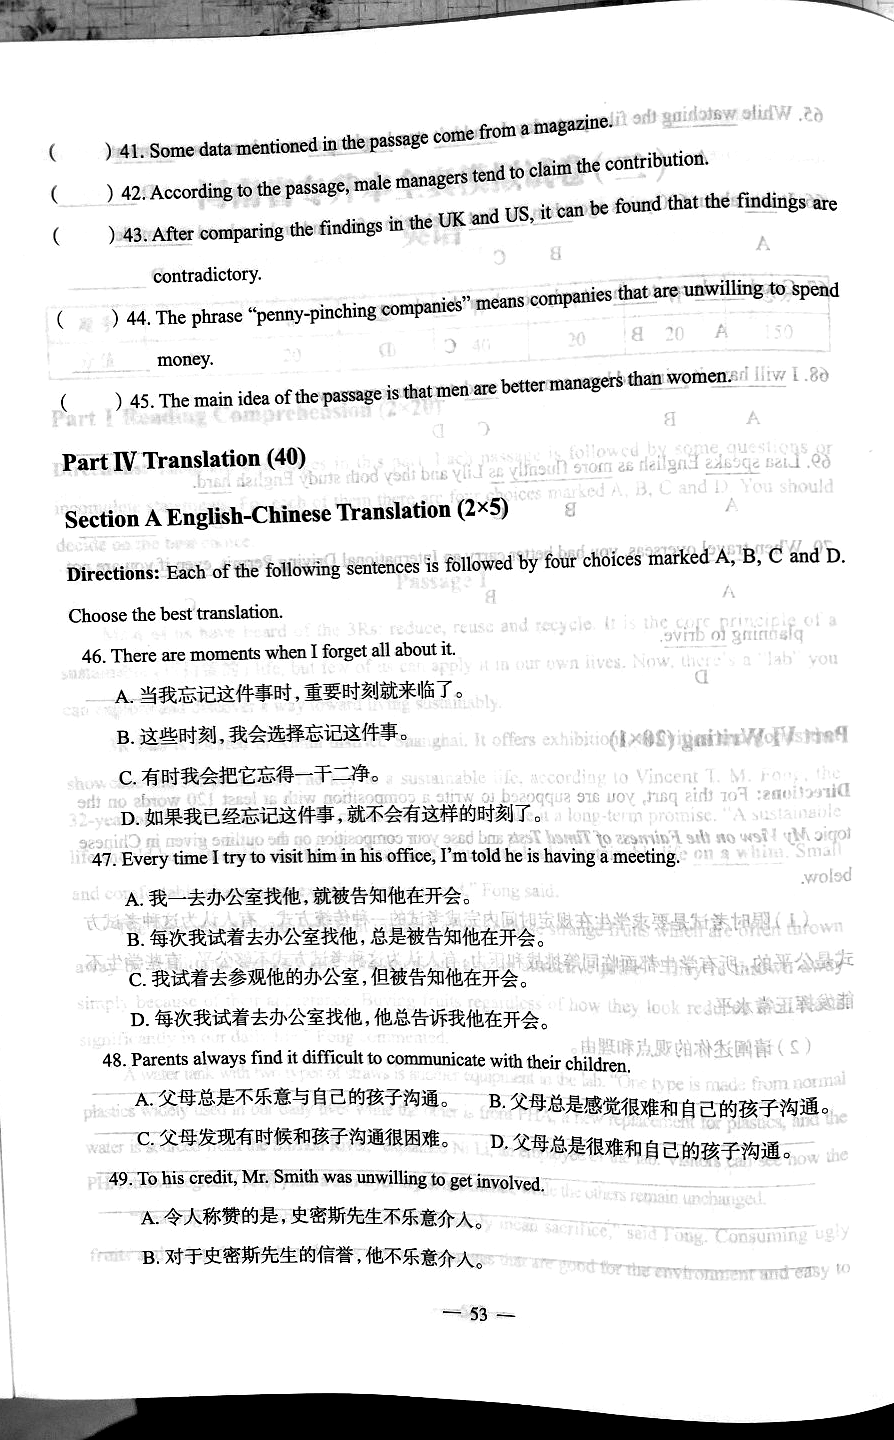 ( ) 41. Some data mentioned in the passage come from a magazine.
( ) 42. According to the passage, male managers tend to claim the contribution.
( ) 43. After comparing the findings in the UK and US, it can be found that the findings are
contradictory.
( ) 44. The phrase “penny-pinching companies” means companies that are unwilling to spend
money.
( ) 45. The main idea of the passage is that men are better managers than women.
Part Ⅳ Translation (40)
Section A English-Chinese Translation (2×5)
Directions: Each of the following sentences is followed by four choices marked A, B, C and D.
Choose the best translation.
46. There are moments when I forget all about it.
A. 当我忘记这件事时，重要时刻就来临了。
B. 这些时刻，我会选择忘记这件事。
C. 有时我会把它忘得一干二净。
D. 如果我已经忘记这件事，就不会有这样的时刻了。
47. Every time I try to visit him in his office, I’m told he is having a meeting.
A. 我一去办公室找他，就被告知他在开会。
B. 每次我试着去办公室找他，总是被告知他在开会。
C. 我试着去参观他的办公室，但被告知他在开会。
D. 每次我试着去办公室找他，他总告诉我他在开会。
48. Parents always find it difficult to communicate with their children.
A. 父母总是不乐意与自己的孩子沟通。 B. 父母总是感觉很难和自己的孩子沟通。
C. 父母发现有时候和孩子沟通很困难。 D. 父母总是很难和自己的孩子沟通。
49. To his credit, Mr. Smith was unwilling to get involved.
A. 令人称赞的是，史密斯先生不乐意介人。
B. 对于史密斯先生的信誉，他不乐意介人。
— 53 —